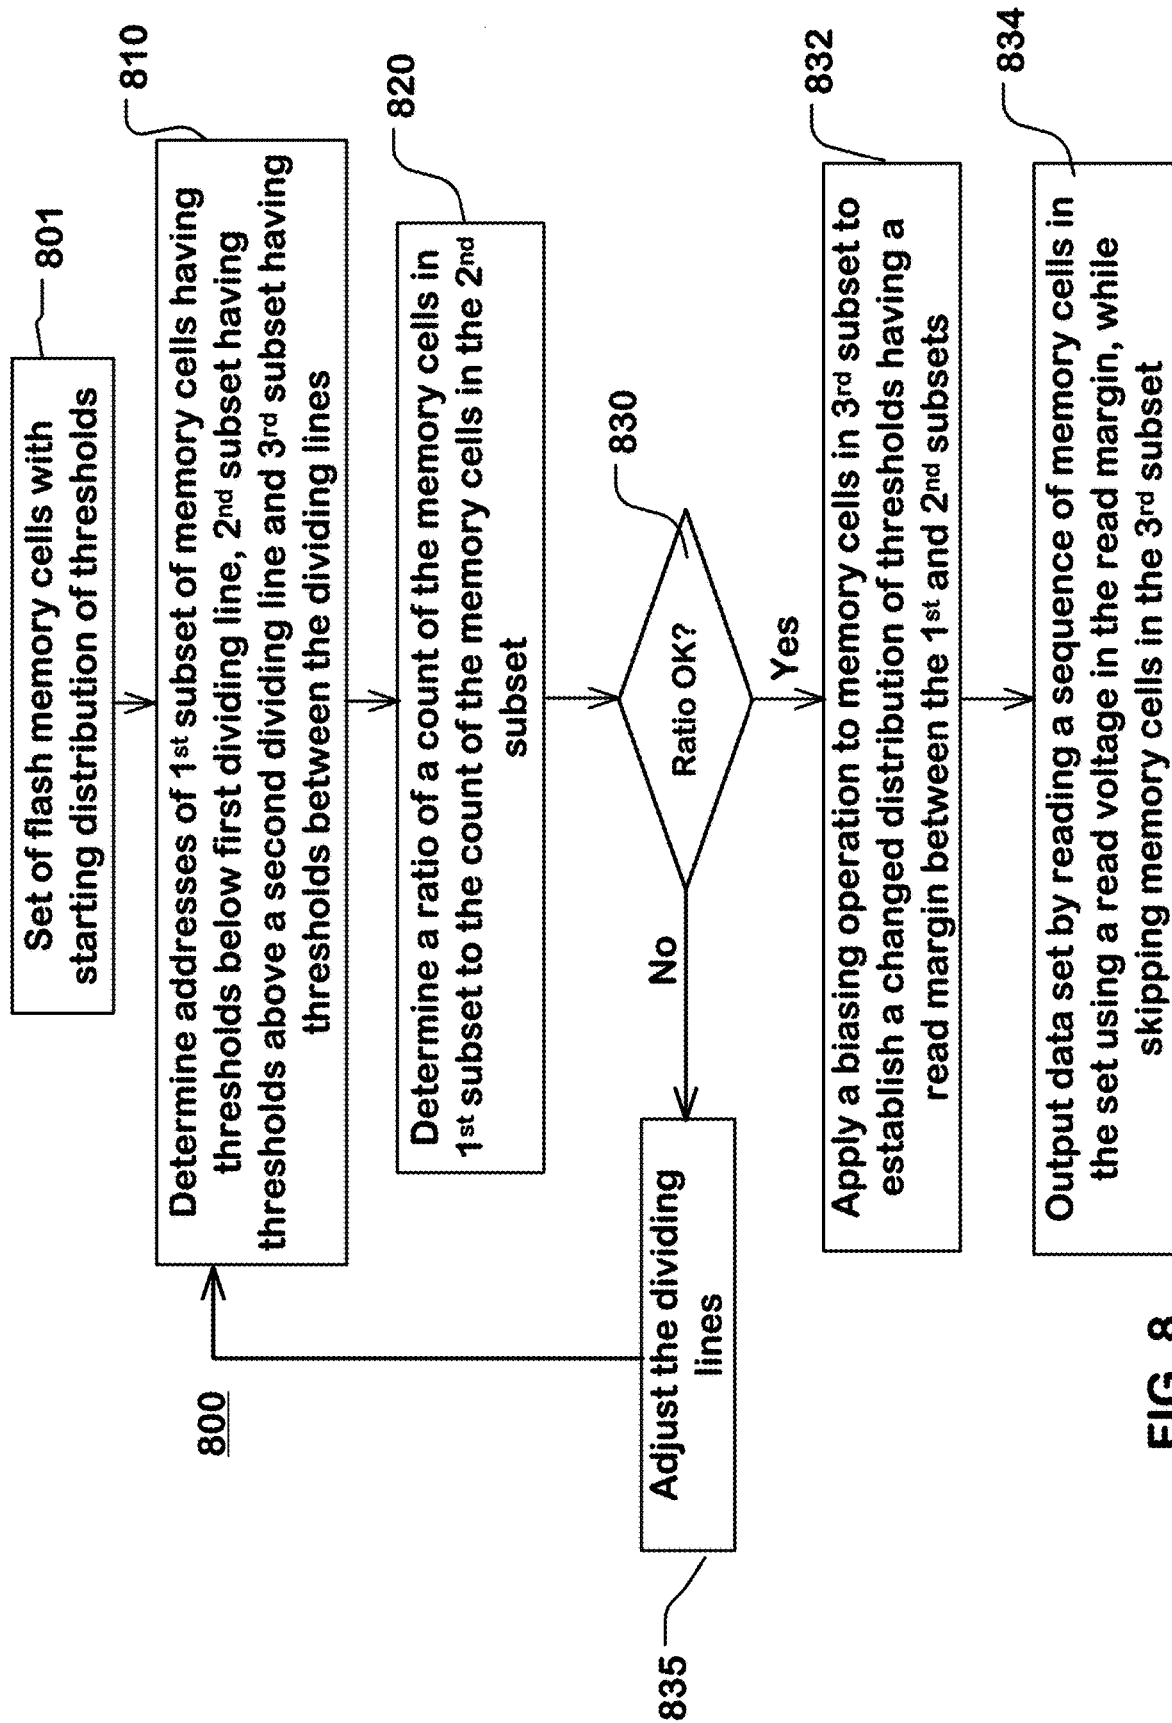 Set of flash memory cells with
starting distribution of thresholds
801
810
Determine addresses of 1st subset of memory cells having
thresholds below first dividing line, 2nd subset having
thresholds above a second dividing line and 3rd subset having
thresholds between the dividing lines
820
Determine a ratio of a count of the memory cells in
1st subset to the count of the memory cells in the 2nd
subset
830
Ratio OK?
No
Yes
800
Adjust the dividing
lines
835
832
Apply a biasing operation to memory cells in 3rd subset to
establish a changed distribution of thresholds having a
read margin between the 1st and 2nd subsets
834
Output data set by reading a sequence of memory cells in
the set using a read voltage in the read margin, while
skipping memory cells in the 3rd subset
FIG. 8